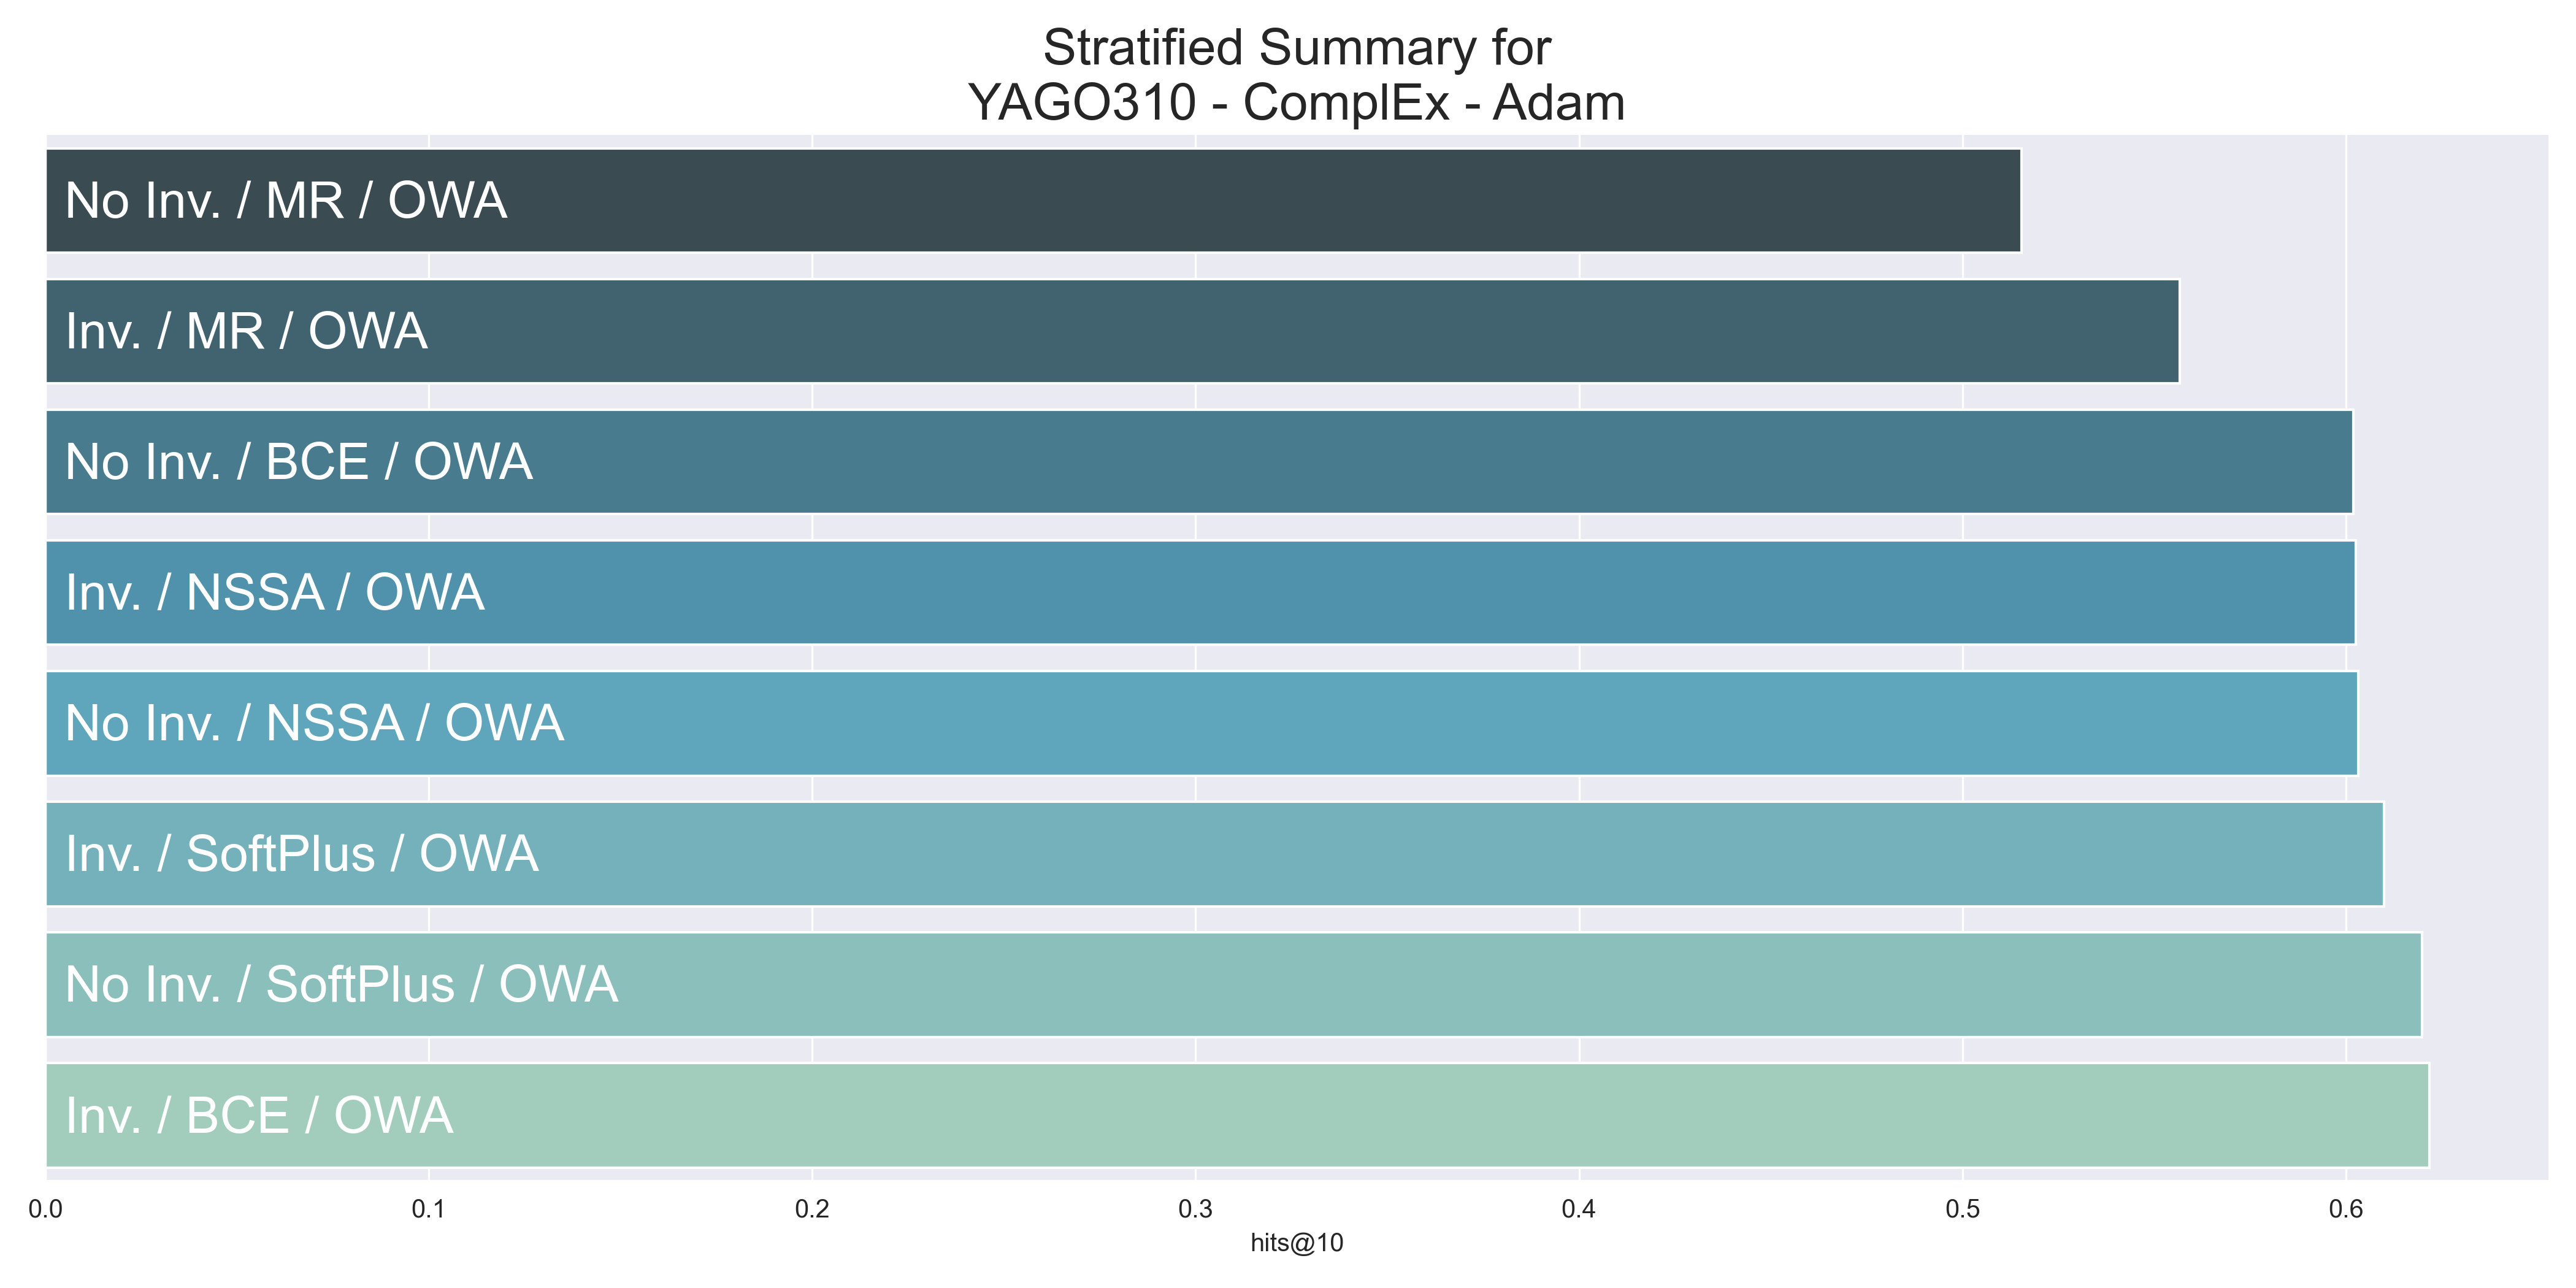 Stratified Summary for
YAGO310 - ComplEx - Adam
No Inv. / MR / OWA
Inv. / MR / OWA
No Inv. / BCE / OWA
Inv. / NSSA / OWA
No Inv. / NSSA / OWA
Inv. / SoftPlus / OWA
No Inv. / SoftPlus / OWA
Inv. / BCE / OWA
0.0 0.1 0.2 0.3 0.4 0.5 0.6
hits@10